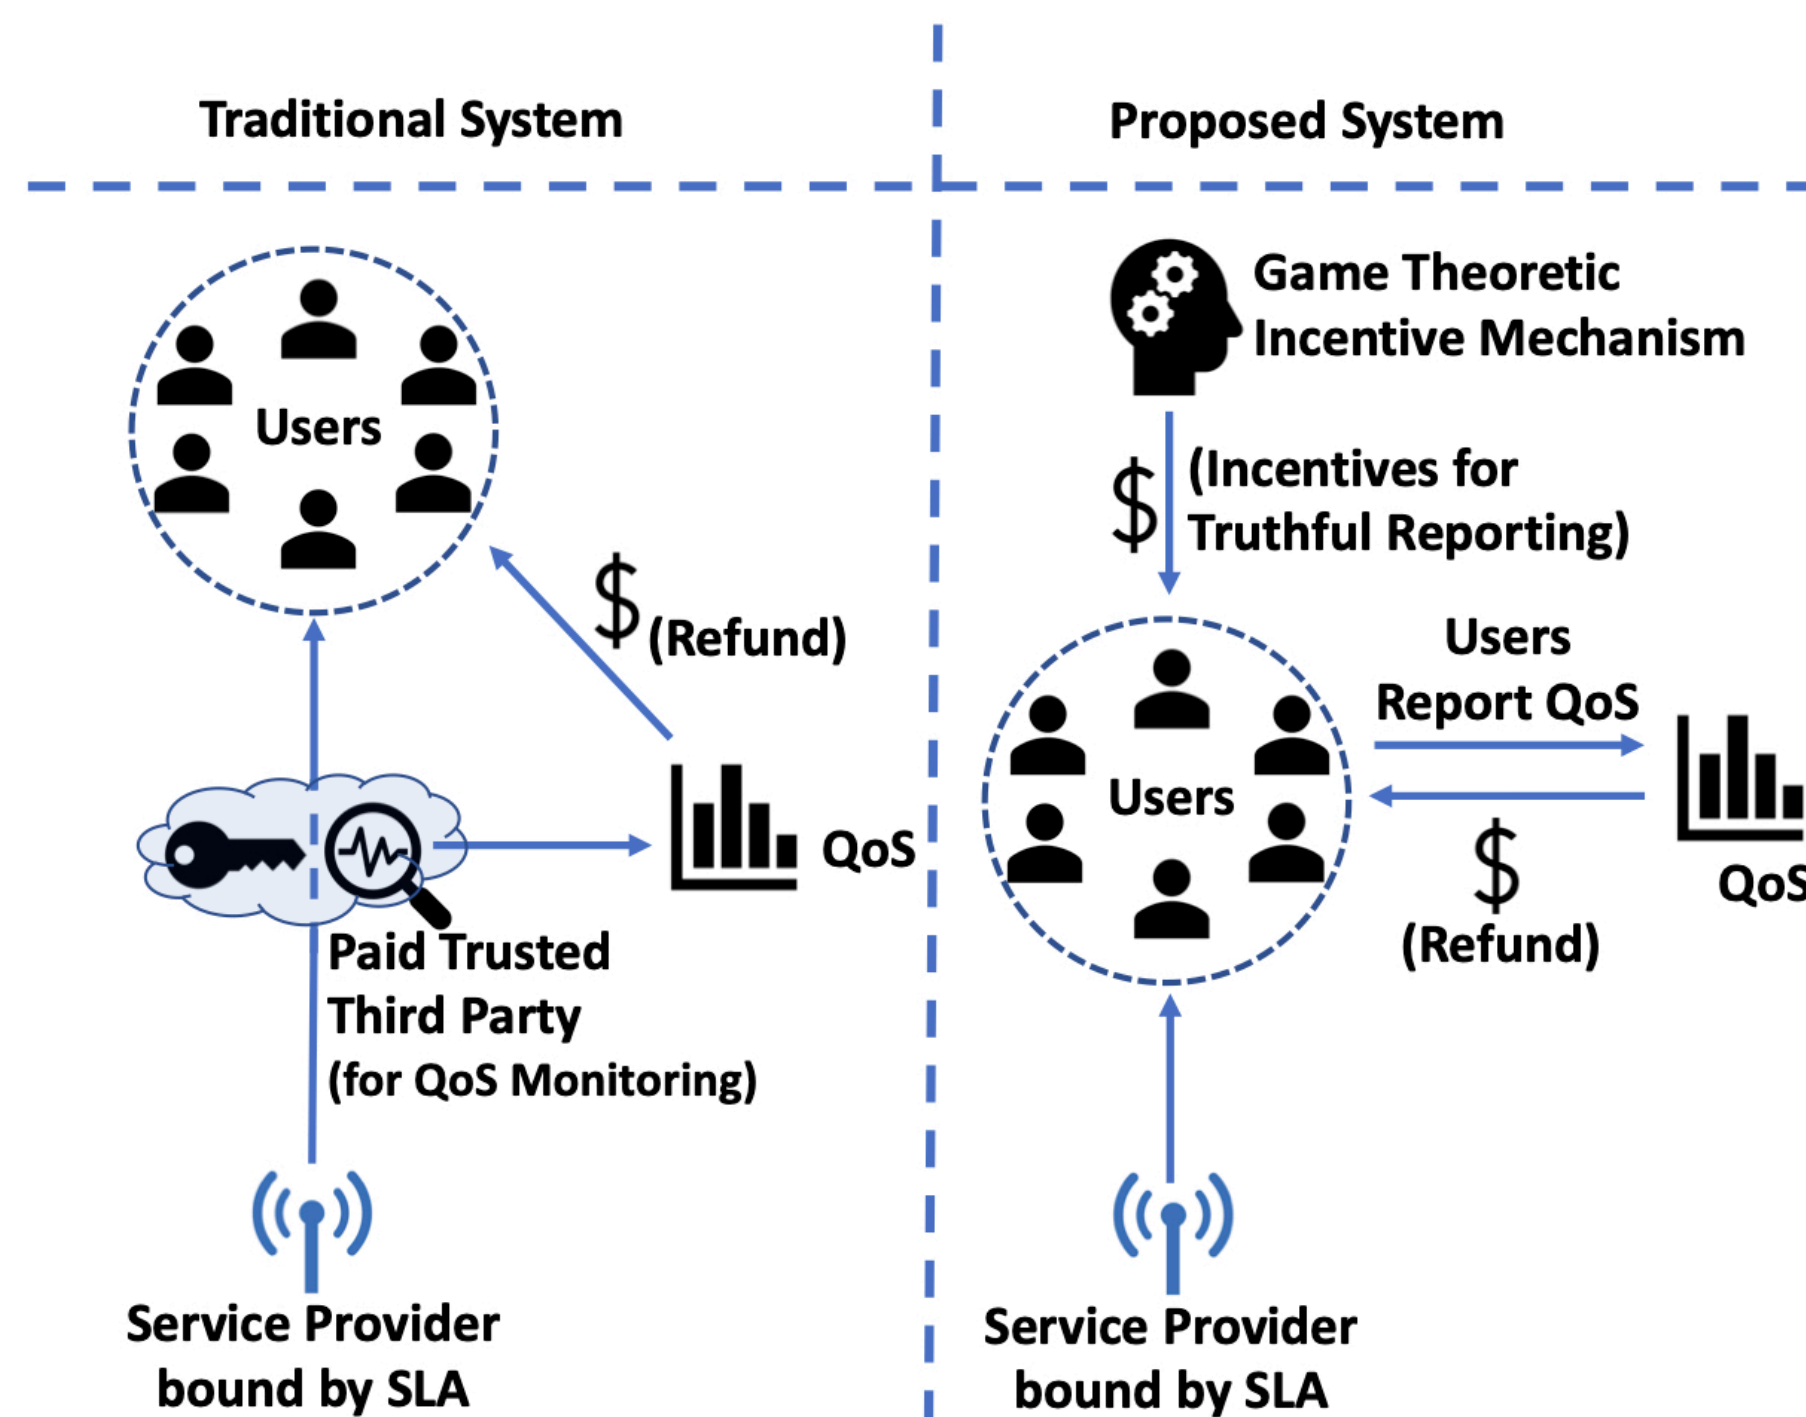 Traditional System
Users
$
(Refund)
QoS
Paid Trusted
Third Party
(for QoS Monitoring)
Service Provider
bound by SLA
Proposed System
Game Theoretic
Incentive Mechanism
$
(Incentives for
Truthful Reporting)
Users
Report QoS
Users
$
(Refund)
QoS
Service Provider
bound by SLA